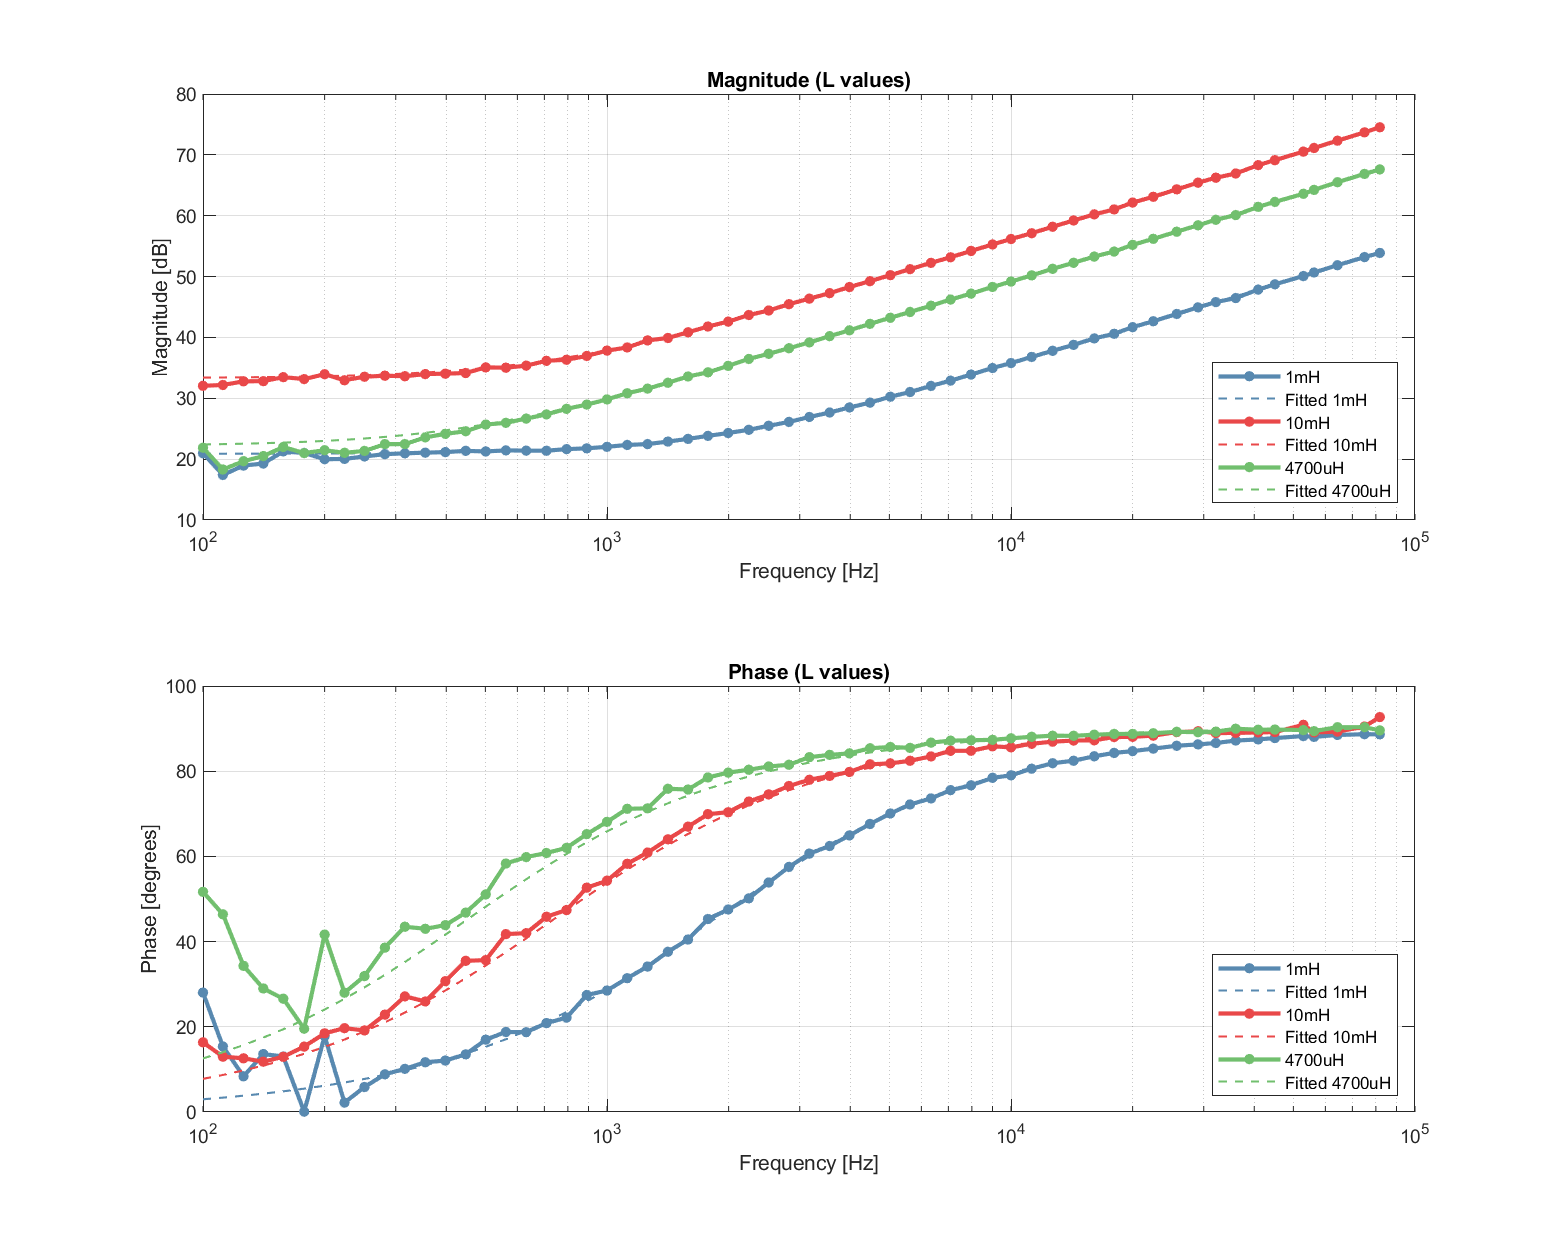 Magnitude (L values)
Magnitude [dB]
80
70
60
50
40
30
20
10
10^2
10^3
10^4
10^5
Frequency [Hz]
1mH
Fitted 1mH
10mH
Fitted 10mH
4700uH
Fitted 4700uH
Phase (L values)
Phase [degrees]
100
80
60
40
20
0
10^2
10^3
10^4
10^5
Frequency [Hz]
1mH
Fitted 1mH
10mH
Fitted 10mH
4700uH
Fitted 4700uH